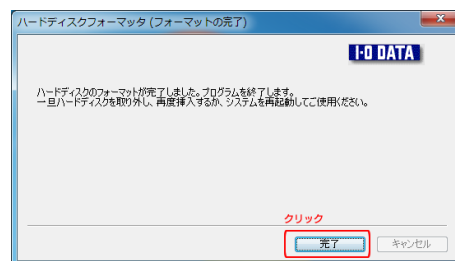 ハードディスクフォーマッタ (フォーマットの完了)
I-O DATA
ハードディスクのフォーマットが完了しました。プログラムを終了します。
一旦ハードディスクを取り外し、再度挿入するか、システムを再起動してご使用ください。
クリック
完了
キャンセル